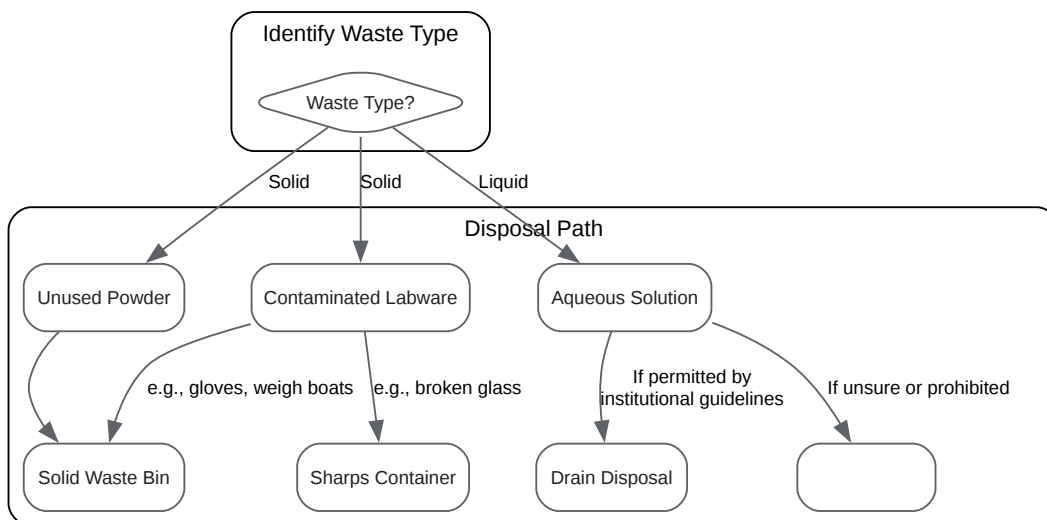 Identify Waste Type
Waste Type?
Solid
Solid
Liquid
Disposal Path
Unused Powder
Contaminated Labware
Aqueous Solution
e.g., gloves, weigh boats
e.g., broken glass
If permitted by
institutional guidelines
If unsure or prohibited
Solid Waste Bin
Sharps Container
Drain Disposal